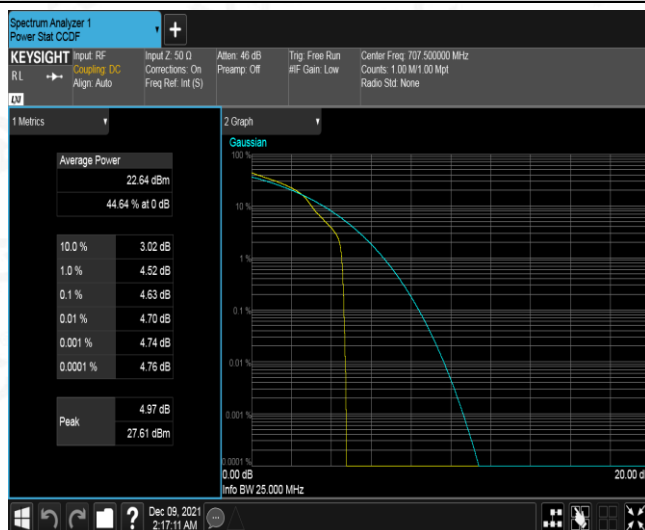 Spectrum Analyzer 1
Power Stat CCDF
+
KEYSIGHT
RL
Input: RF
Coupling: DC
Align: Auto
Input Z: 50 Ω
Corrections: On
Freq Ref: Int (S)
Atten: 46 dB
Preamp: Off
Trig: Free Run
#IF Gain: Low
Center Freq: 707.500000 MHz
Counts: 1.00 M/1.00 Mpt
Radio Std: None
1 Metrics
Average Power
22.64 dBm
44.64 % at 0 dB
10.0 % 3.02 dB
1.0 % 4.52 dB
0.1 % 4.63 dB
0.01 % 4.70 dB
0.001 % 4.74 dB
0.0001 % 4.76 dB
Peak
4.97 dB
27.61 dBm
2 Graph
Gaussian
100 %
10 %
1 %
0.1 %
0.01 %
0.001 %
0.0001 %
0.00 dB
20.00 d
Info BW 25.000 MHz
?
Dec 09, 2021
2:17:11 AM